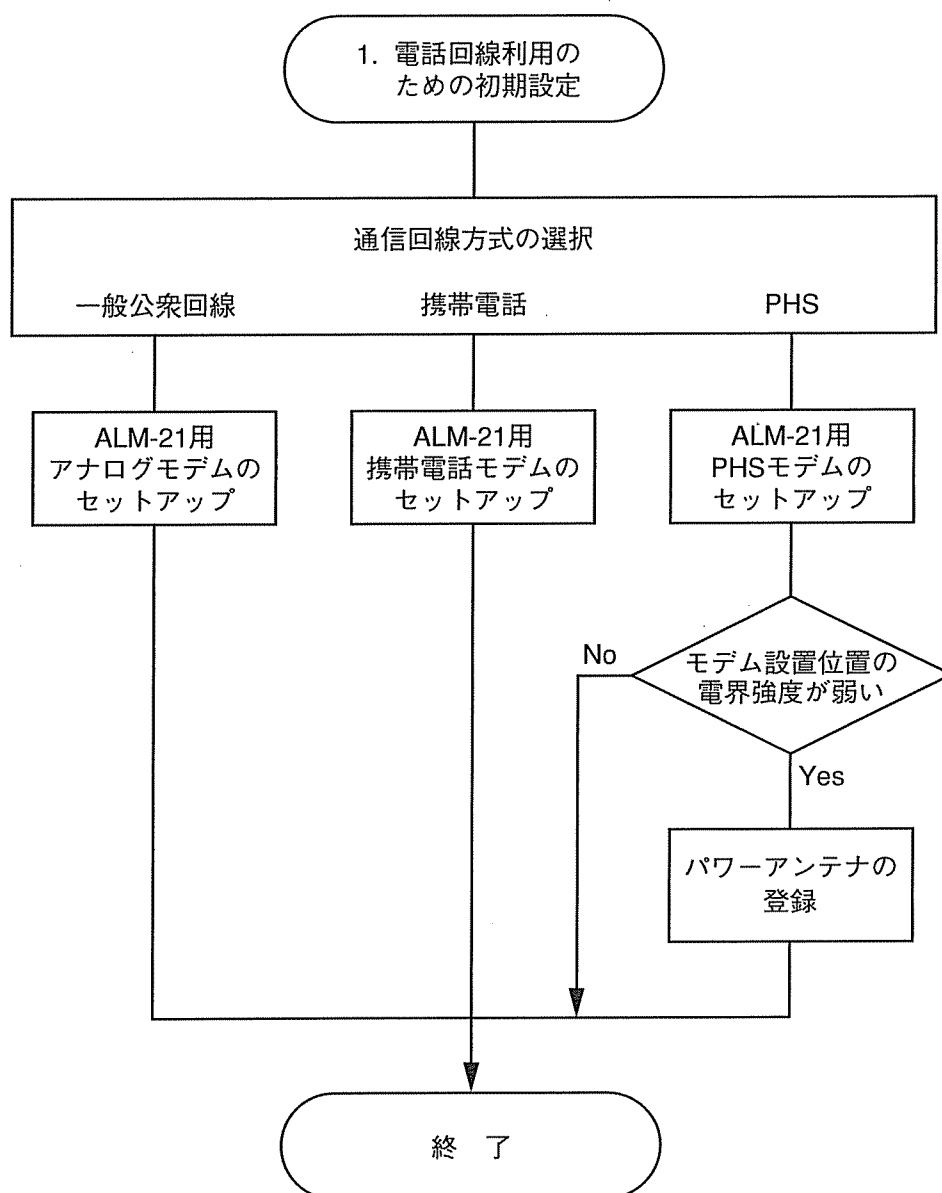 1. 電話回線利用の
ための初期設定
通信回線方式の選択
一般公衆回線
携帯電話
PHS
ALM-21用
アナログモデムの
セットアップ
ALM-21用
携帯電話モデムの
セットアップ
ALM-21用
PHSモデムの
セットアップ
No
モデム設置位置の
電界強度が弱い
Yes
パワーアンテナの
登録
終 了